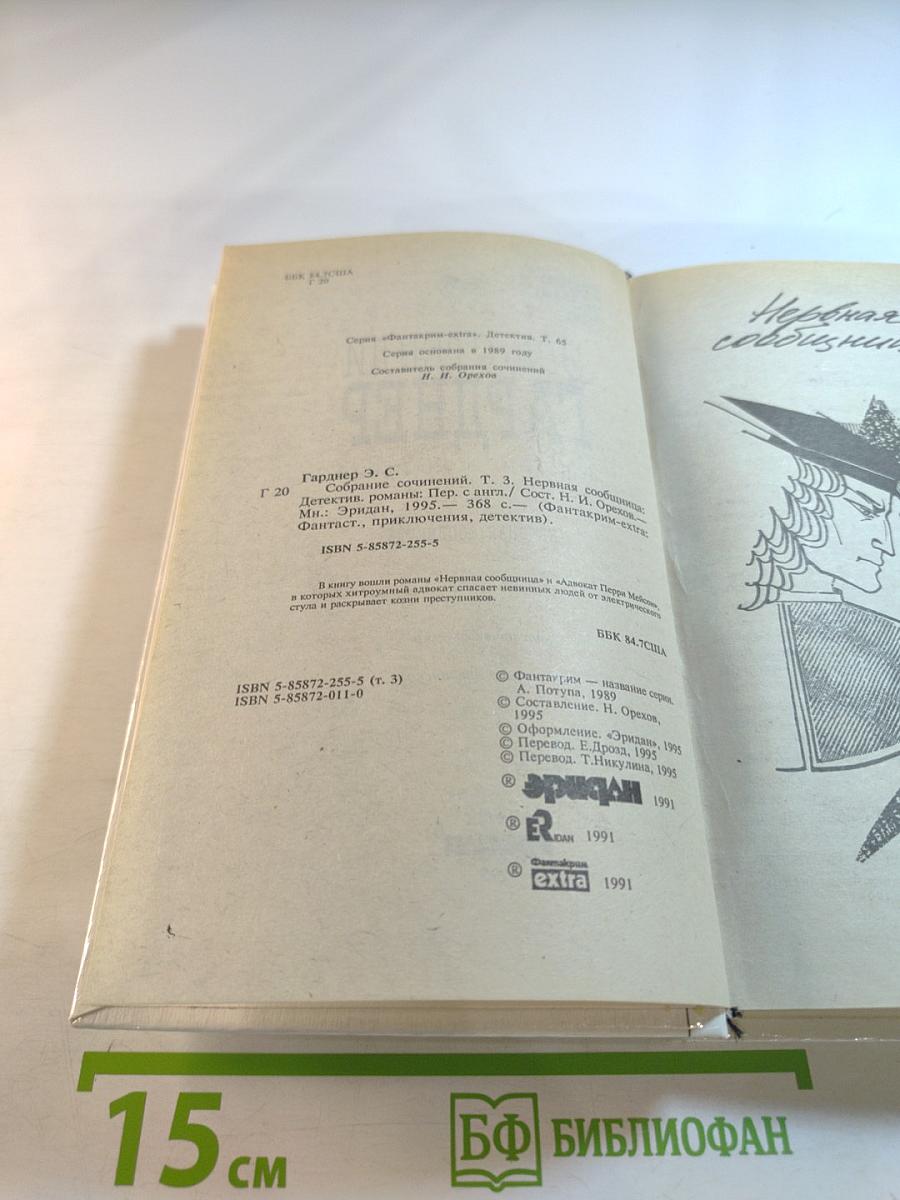 ББК 84.7США
Г 20
Серия «Фантакрим-extra». Детектив. Т. 65
Серия основана в 1989 году
Составитель собрания сочинений
Н. И. Орехов
Гарднер Э. С.
Г 20 Собрание сочинений. Т. 3. Нервная сообщница:
Детектив. романы: Пер. с англ./ Сост. Н. И. Орехов.—
Мн.: Эридан, 1995.— 368 с.— (Фантакрим-extra:
Фантаст., приключения, детектив).
ISBN 5-85872-255-5
В книгу вошли романы «Нервная сообщница» и «Адвокат Перри Мейсон»,
в которых хитроумный адвокат спасает невинных людей от электрического
стула и раскрывает козни преступников.
ББК 84.7США
ISBN 5-85872-255-5 (т. 3)
ISBN 5-85872-011-0
© Фантакрим — название серии.
А. Потупа, 1989
© Составление. Н. Орехов,
1995
© Оформление. «Эридан», 1995
© Перевод. Е.Дрозд, 1995
© Перевод. Т.Никулина, 1995
® эридан 1991
® ERIDAN 1991
® Фантакрим
extra 1991
Нервная
сообщниц
15 см
БФ БИБЛИОФАН